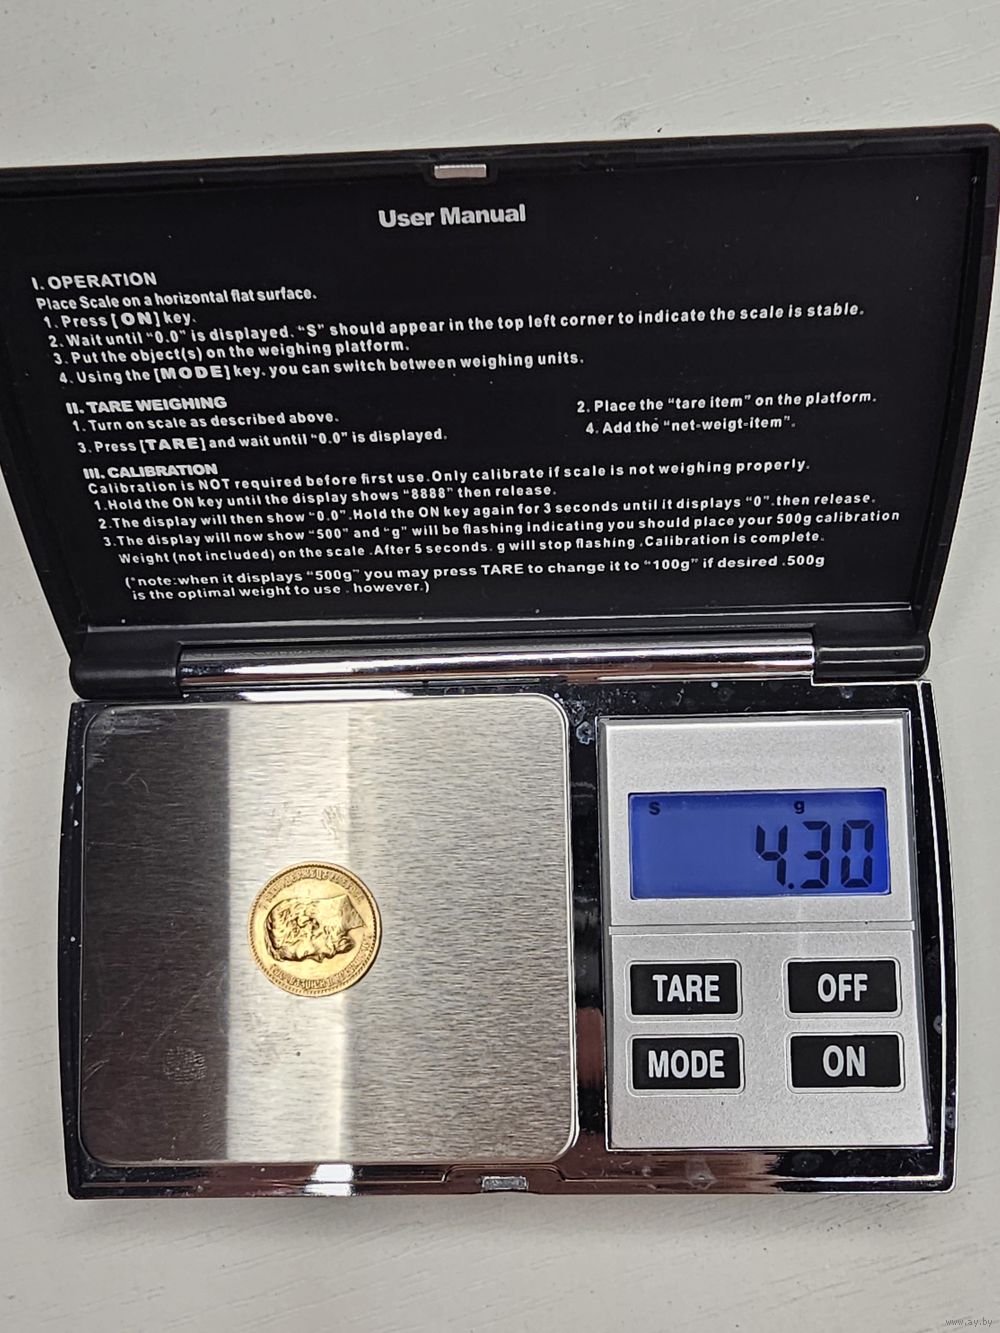 User Manual
I. OPERATION
Place Scale on a horizontal flat surface.
1. Press [ON] key.
2. Wait until "0.0" is displayed. "S" should appear in the top left corner to indicate the scale is stable.
3. Put the object(s) on the weighing platform.
4. Using the [MODE] key. you can switch between weighing units.
II. TARE WEIGHING
1. Turn on scale as described above.
2. Place the "tare item" on the platform.
3. Press [TARE] and wait until "0.0" is displayed.
4. Add the "net-weigt-item".
III. CALIBRATION
Calibration is NOT required before first use. Only calibrate if scale is not weighing properly.
1.Hold the ON key until the display shows "8888" then release.
2.The display will then show "0.0".Hold the ON key again for 3 seconds until it displays "0".then release.
3.The display will now show "500" and "g" will be flashing indicating you should place your 500g calibration
Weight (not included) on the scale .After 5 seconds. g will stop flashing .Calibration is complete.
(*note:when it displays "500g" you may press TARE to change it to "100g" if desired .500g
is the optimal weight to use . however.)
S g
4.30
TARE OFF
MODE ON
www.ay.by